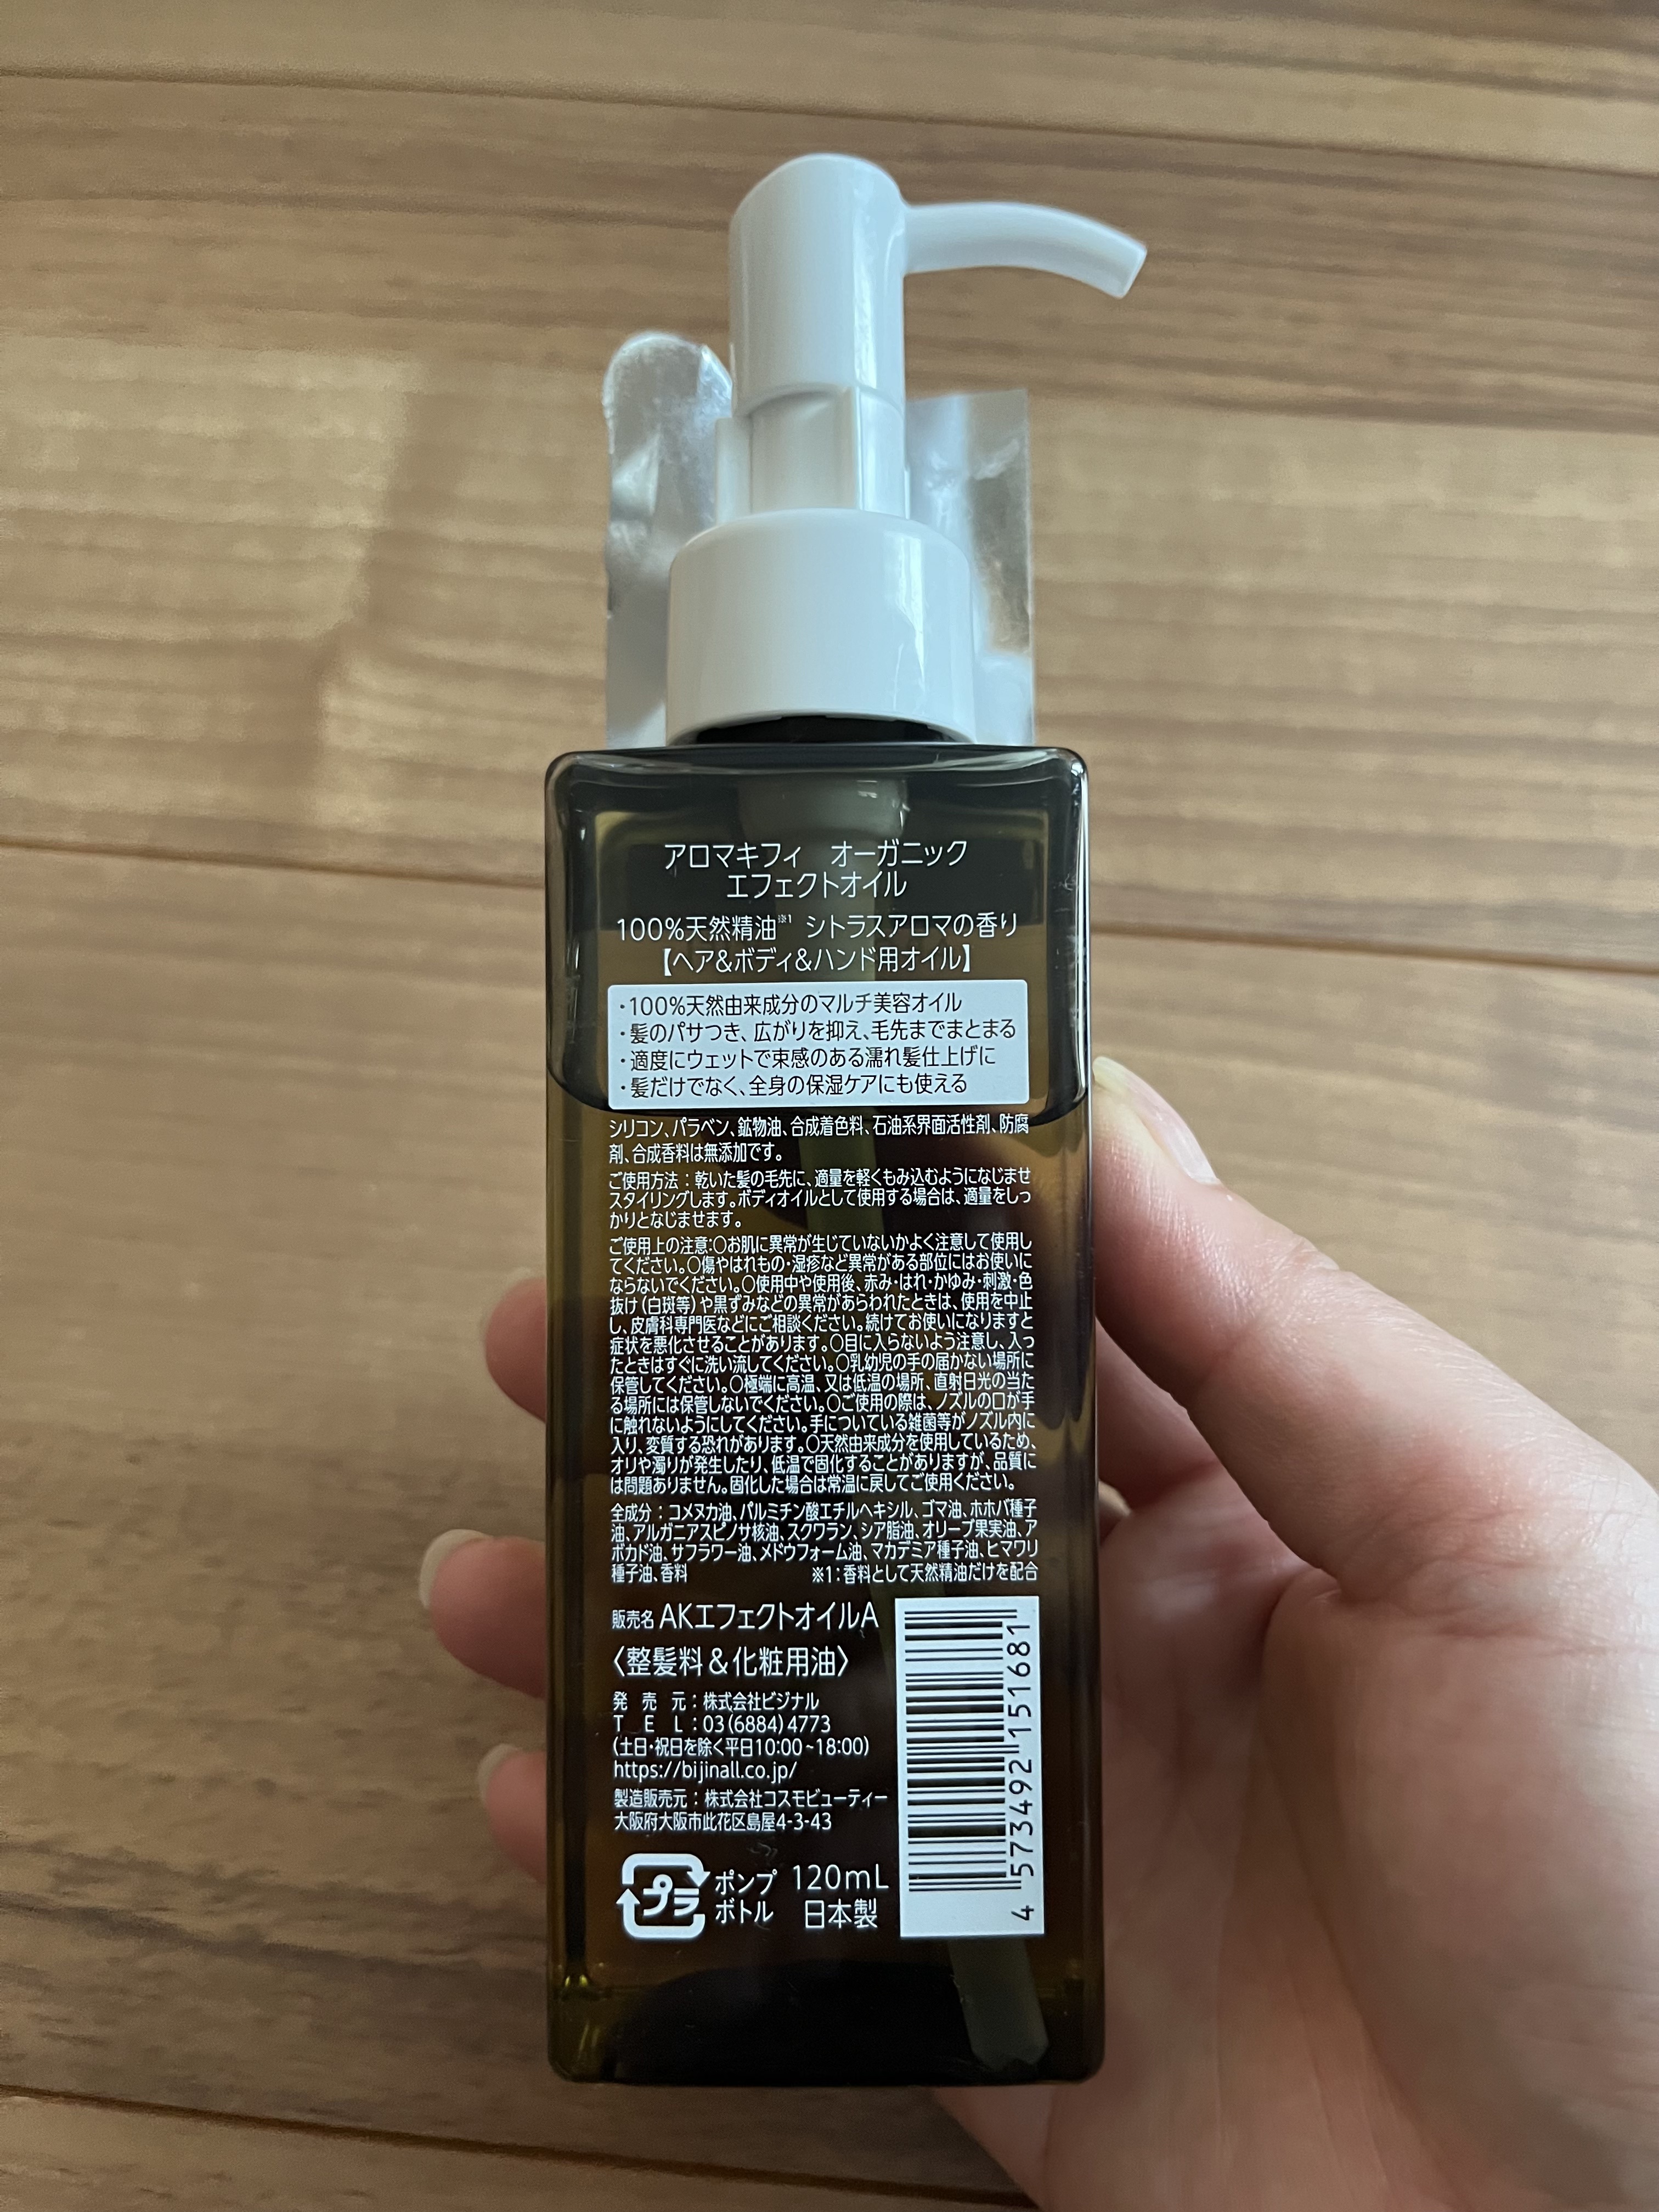 アロマキフィ オーガニック
エフェクトオイル
100%天然精油※1 シトラスアロマの香り
【ヘア&ボディ&ハンド用オイル】
・100%天然由来成分のマルチ美容オイル
・髪のパサつき、広がりを抑え、毛先までまとまる
・適度にウェットで束感のある濡れ髪仕上げに
・髪だけでなく、全身の保湿ケアにも使える
シリコン、パラベン、鉱物油、合成着色料、石油系界面活性剤、防腐
剤、合成香料は無添加です。
ご使用方法：乾いた髪の毛先に、適量を軽くもみ込むようになじませ
スタイリングします。ボディオイルとして使用する場合は、適量をしっ
かりとなじませます。
ご使用上の注意:○お肌に異常が生じていないかよく注意して使用し
てください。○傷やはれもの・湿疹など異常がある部位にはお使いに
ならないでください。○使用中や使用後、赤み・はれ・かゆみ・刺激・色
抜け(白斑等)や黒ずみなどの異常があらわれたときは、使用を中止
し、皮膚科専門医などにご相談ください。続けてお使いになりますと
症状を悪化させることがあります。○目に入らないよう注意し、入っ
たときはすぐに洗い流してください。○乳幼児の手の届かない場所に
保管してください。○極端に高温、又は低温の場所、直射日光の当た
る場所には保管しないでください。○ご使用の際は、ノズルの口が手
に触れないようにしてください。手についている雑菌等がノズル内に
入り、変質する恐れがあります。○天然由来成分を使用しているため、
オリや濁りが発生したり、低温で固化することがありますが、品質に
は問題ありません。固化した場合は常温に戻してご使用ください。
全成分：コメヌカ油、パルミチン酸エチルヘキシル、ゴマ油、ホホバ種子
油、アルガニアスピノサ核油、スクワラン、シア脂油、オリーブ果実油、ア
ボカド油、サフラワー油、メドウフォーム油、マカデミア種子油、ヒマワリ
種子油、香料 ※1:香料として天然精油だけを配合
販売名 AKエフェクトオイルA
〈整髪料&化粧用油〉
発売元：株式会社ビジナル
TEL：03(6884)4773
(土日・祝日を除く平日10:00~18:00)
https://bijinall.co.jp/
製造販売元：株式会社コスモビューティー
大阪府大阪市此花区島屋4-3-43
プラ
ポンプ
ボトル
120mL
日本製
4 573492 151681